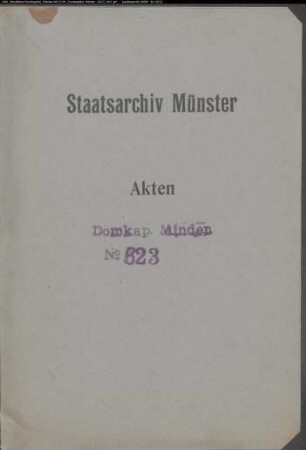 Staatsarchiv Münster
Akten
Domkap. Minden
№ 623